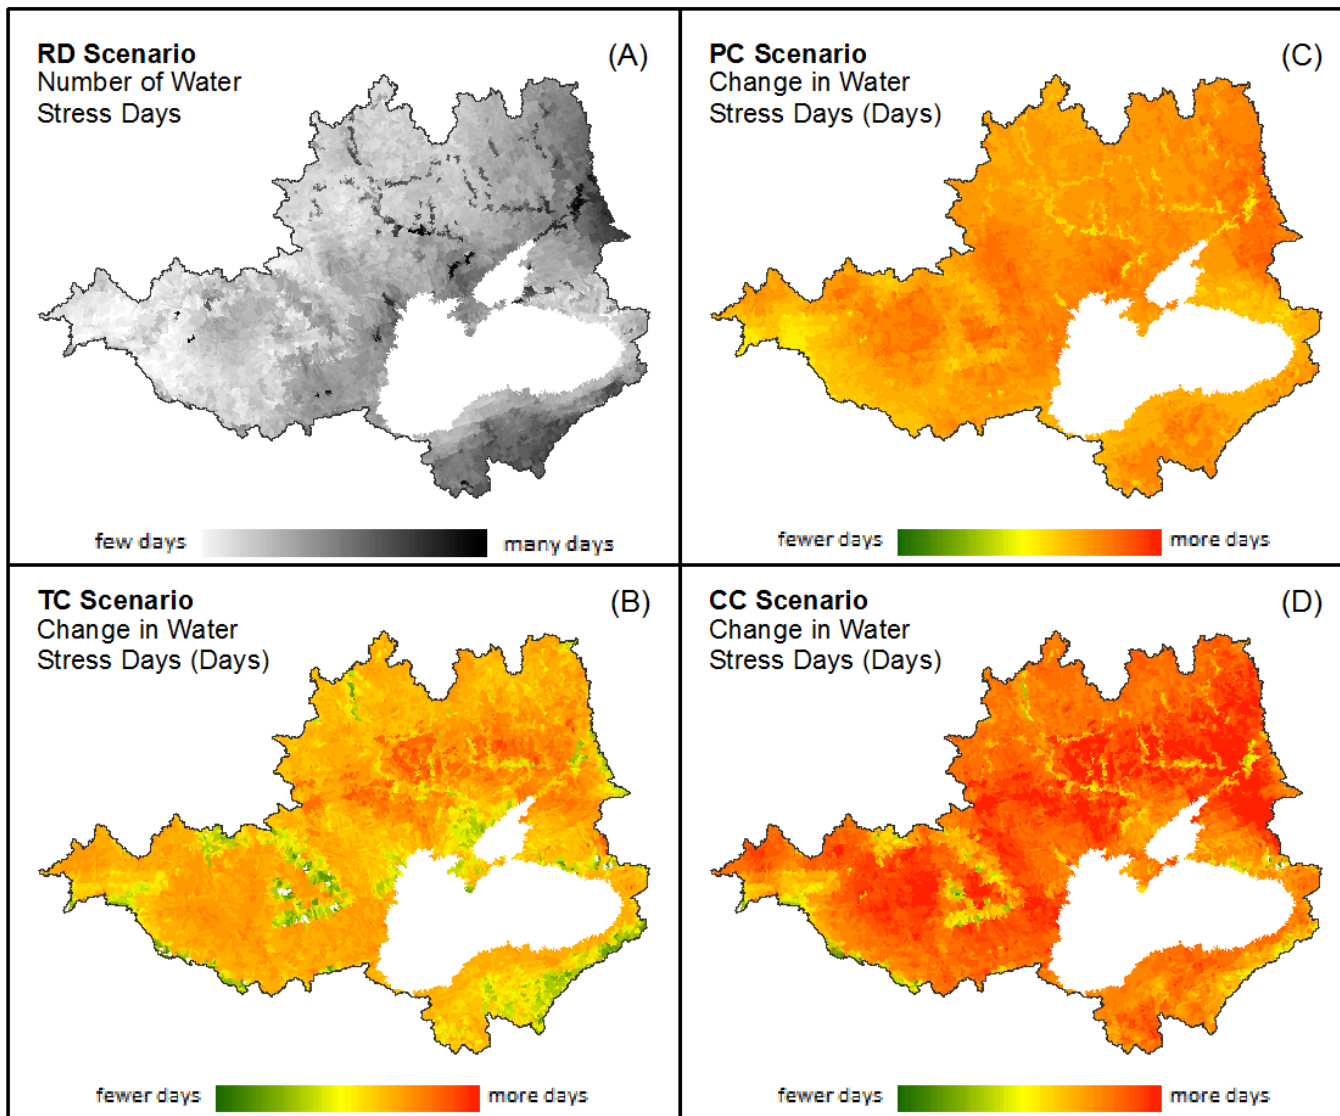 RD Scenario
Number of Water
Stress Days
(A)
few days
many days
PC Scenario
Change in Water
Stress Days (Days)
(C)
fewer days
more days
TC Scenario
Change in Water
Stress Days (Days)
(B)
fewer days
more days
CC Scenario
Change in Water
Stress Days (Days)
(D)
fewer days
more days